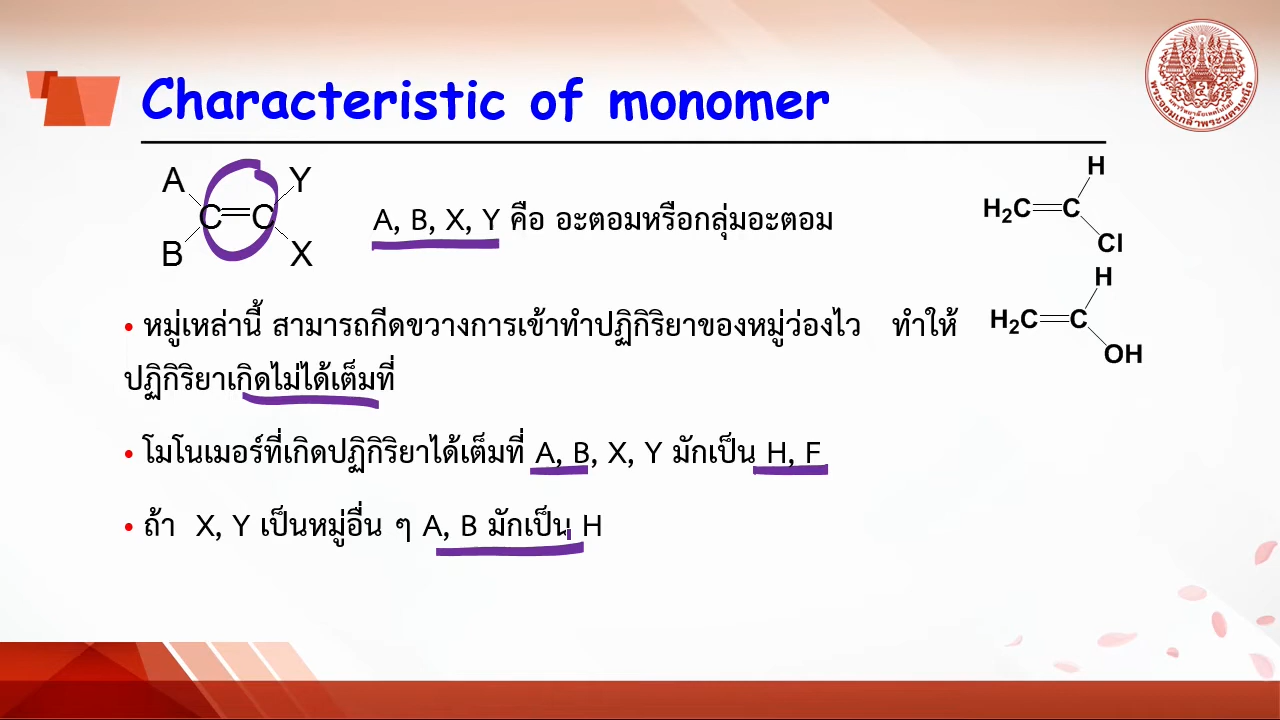 Characteristic of monomer
A Y
C=C
B X
A, B, X, Y คือ อะตอมหรือกลุ่มอะตอม
H
H₂C=C
Cl
H
H₂C=C
OH
• หมู่เหล่านี้ สามารถกีดขวางการเข้าทำปฏิกิริยาของหมู่ว่องไว ทำให้
ปฏิกิริยาเกิดไม่ได้เต็มที่
• โมโนเมอร์ที่เกิดปฏิกิริยาได้เต็มที่ A, B, X, Y มักเป็น H, F
• ถ้า X, Y เป็นหมู่อื่น ๆ A, B มักเป็น H